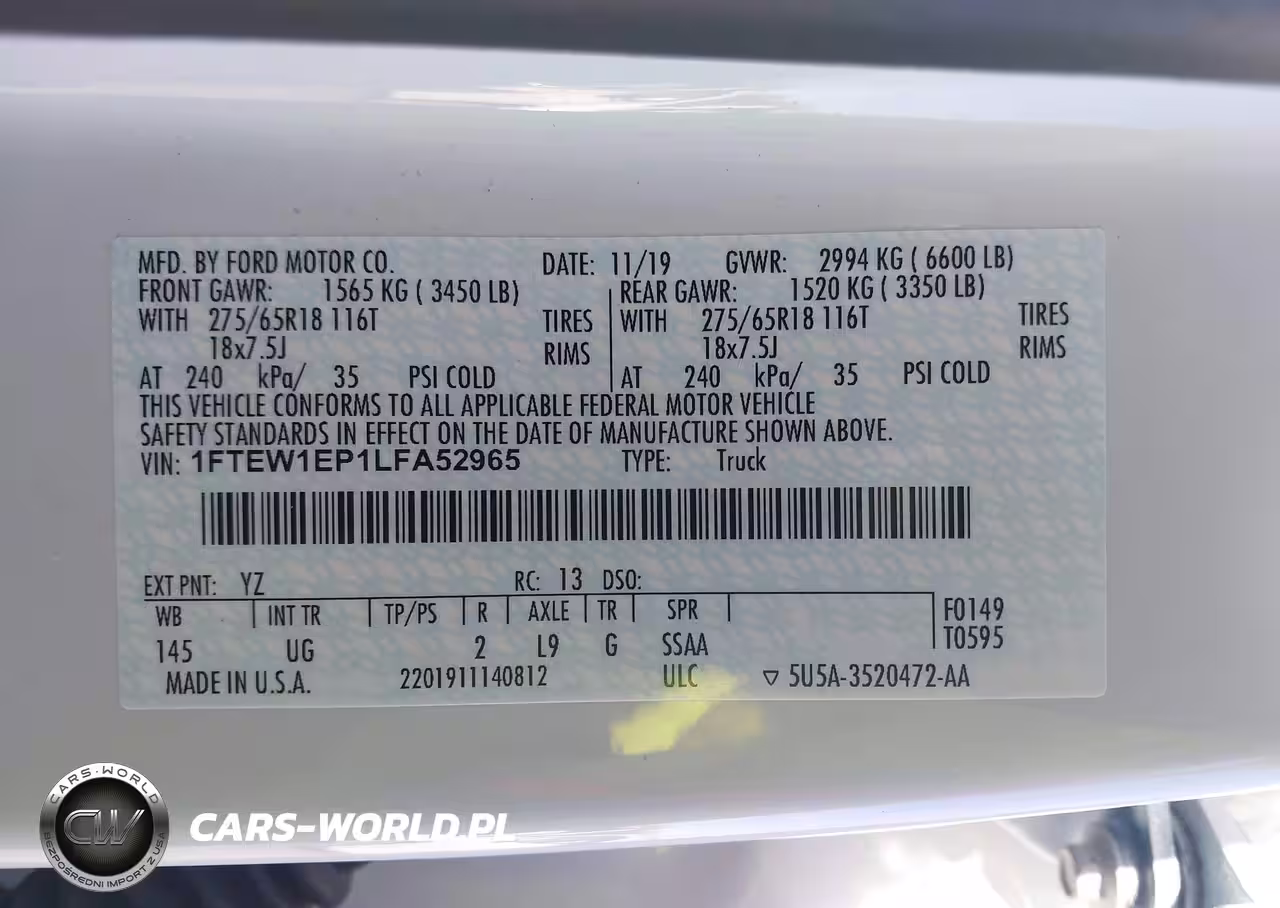 MFD. BY FORD MOTOR CO. DATE: 11/19 GVWR: 2994 KG ( 6600 LB)
FRONT GAWR: 1565 KG ( 3450 LB) REAR GAWR: 1520 KG ( 3350 LB)
WITH 275/65R18 116T TIRES WITH 275/65R18 116T TIRES
18x7.5J RIMS 18x7.5J RIMS
AT 240 kPa/ 35 PSI COLD AT 240 kPa/ 35 PSI COLD
THIS VEHICLE CONFORMS TO ALL APPLICABLE FEDERAL MOTOR VEHICLE
SAFETY STANDARDS IN EFFECT ON THE DATE OF MANUFACTURE SHOWN ABOVE.
VIN: 1FTEW1EP1LFA52965 TYPE: Truck
EXT PNT: YZ RC: 13 DSO:
WB INT TR TP/PS R AXLE TR SPR F0149
T0595
145 UG 2 L9 G SSAA
MADE IN U.S.A. 2201911140812 ULC ▽ 5U5A-3520472-AA
CARS-WORLD
CW
BEZPOŚREDNI IMPORT Z USA
CARS-WORLD.PL